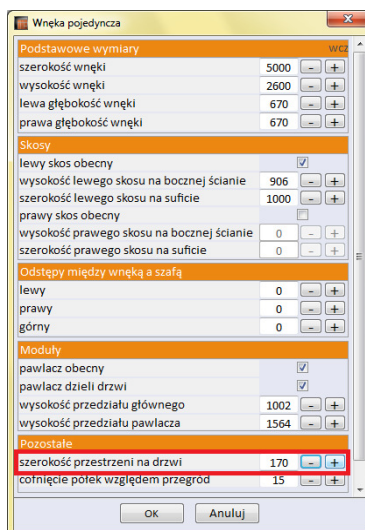 Wnęka pojedyncza
Podstawowe wymiary wcz
szerokość wnęki 5000 - +
wysokość wnęki 2600 - +
lewa głębokość wnęki 670 - +
prawa głębokość wnęki 670 - +
Skosy
lewy skos obecny
wysokość lewego skosu na bocznej ścianie 906 - +
szerokość lewego skosu na suficie 1000 - +
prawy skos obecny
wysokość prawego skosu na bocznej ścianie 0 - +
szerokość prawego skosu na suficie 0 - +
Odstępy między wnęką a szafą
lewy 0 - +
prawy 0 - +
górny 0 - +
Moduły
pawlacz obecny
pawlacz dzieli drzwi
wysokość przedziału głównego 1002 - +
wysokość przedziału pawlacza 1564 - +
Pozostałe
szerokość przestrzeni na drzwi 170 - +
cofnięcie półek względem przegród 15 - +
OK Anuluj